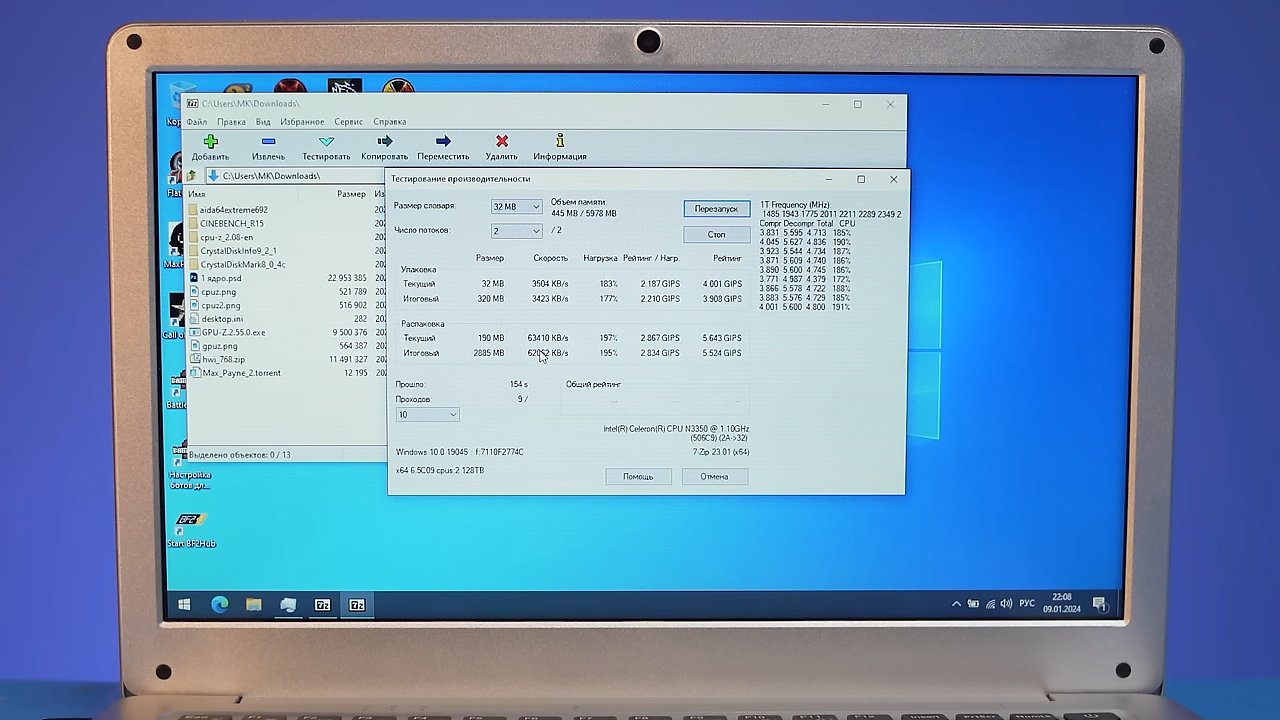 C:\Users\MK\Downloads\
Файл Правка Вид Избранное Сервис Справка
Добавить Извлечь Тестировать Копировать Переместить Удалить Информация
C:\Users\MK\Downloads\
Имя Размер Из
aida64extreme692
CINEBENCH_R15
cpu-z_2.08-en
CrystalDiskInfo9_2_1
CrystalDiskMark8_0_4c
1 ядро.psd 22 953 385
cpuz.png 521 789
cpuz2.png 516 902
desktop.ini 282
GPU-Z.2.55.0.exe 9 500 376
gpuz.png 564 387
hwi_768.zip 11 491 327
Max_Payne_2.torrent 12 195
Выделено объектов: 0 / 13
Тестирование производительности
Размер словаря: 32 MB Объем памяти:
445 MB / 5978 MB
Перезапуск
Число потоков: 2 / 2
Стоп
Размер Скорость Нагрузка Рейтинг / Нагр. Рейтинг
Упаковка
Текущий 32 MB 3504 KB/s 183% 2.187 GIPS 4.001 GIPS
Итоговый 320 MB 3423 KB/s 177% 2.210 GIPS 3.908 GIPS
Распаковка
Текущий 190 MB 63410 KB/s 197% 2.867 GIPS 5.643 GIPS
Итоговый 2885 MB KB/s 195% 2.834 GIPS 5.524 GIPS
Прошло: 154 s Общий рейтинг
Проходов: 9 / ... ... ...
10
Intel(R) Celeron(R) CPU N3350 @ 1.10GHz
(506C9) (2A->32)
Windows 10.0 19045 f:7110F2774C 7-Zip 23.01 (x64)
x64 6.5C09 cpus:2 128TB
Помощь Отмена
1T Frequency (MHz):
1485 1943 1775 2011 2211 2289 2349 2
Compr Decompr Total CPU
3.831 5.595 4.713 185%
4.045 5.627 4.836 190%
3.923 5.544 4.734 187%
3.871 5.609 4.740 186%
3.890 5.600 4.745 186%
3.771 4.987 4.379 172%
3.866 5.578 4.722 188%
3.883 5.576 4.729 185%
4.001 5.600 4.800 191%
Настройка
ботов дл...
BF2
Start BF2Hub
РУС
22:08
09.01.2024